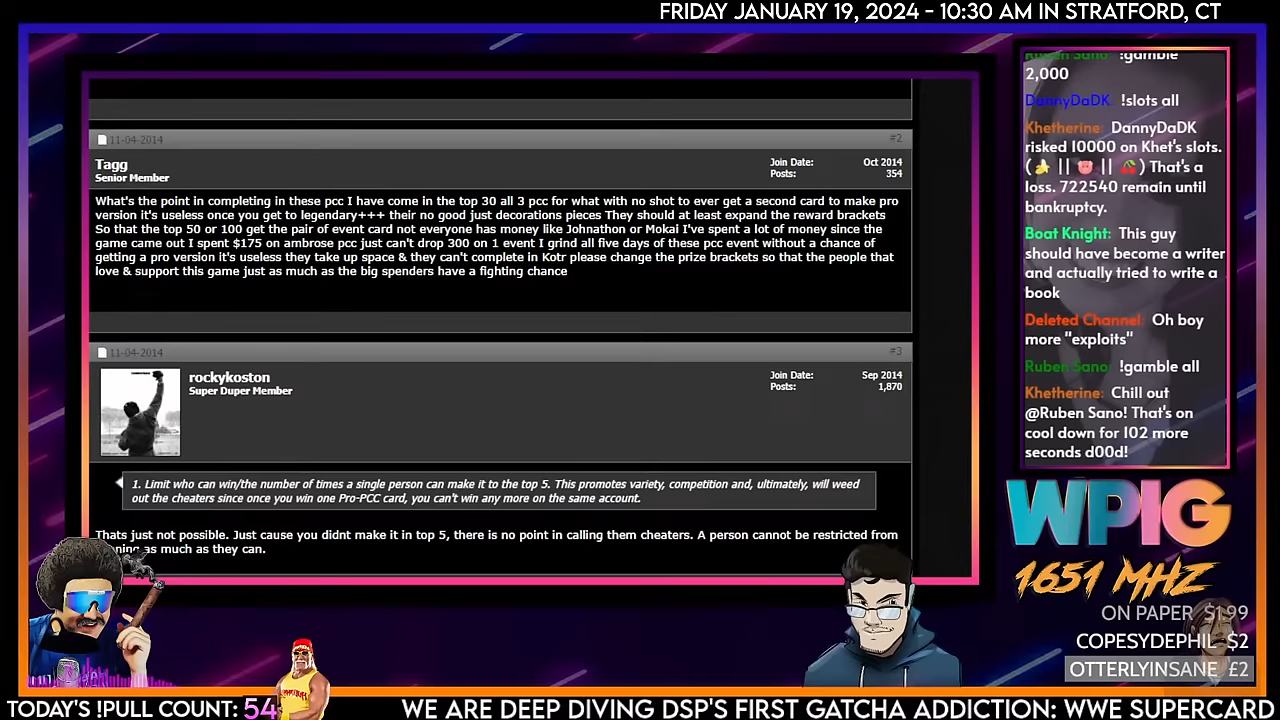 FRIDAY JANUARY 19, 2024 - 10:30 AM IN STRATFORD, CT
11-04-2014 #2
Tagg
Senior Member
Join Date: Oct 2014
Posts: 354
What's the point in completing in these pcc I have come in the top 30 all 3 pcc for what with no shot to ever get a second card to make pro
version it's useless once you get to legendary+++ their no good just decorations pieces They should at least expand the reward brackets
So that the top 50 or 100 get the pair of event card not everyone has money like Johnathon or Mokai I've spent a lot of money since the
game came out I spent $175 on ambrose pcc just can't drop 300 on 1 event I grind all five days of these pcc event without a chance of
getting a pro version it's useless they take up space & they can't complete in Kotr please change the prize brackets so that the people that
love & support this game just as much as the big spenders have a fighting chance
11-04-2014 #3
rockykoston
Super Duper Member
Join Date: Sep 2014
Posts: 1,870
1. Limit who can win/the number of times a single person can make it to the top 5. This promotes variety, competition and, ultimately, will weed
out the cheaters since once you win one Pro-PCC card, you can't win any more on the same account.
Thats just not possible. Just cause you didnt make it in top 5, there is no point in calling them cheaters. A person cannot be restricted from
as much as they can.
Ruben Sano: !gamble
2,000
DannyDaDK: !slots all
Khetherine: DannyDaDK
risked 10000 on Khet's slots.
( 🍌 || 🐷 || 🍒 ) That's a
loss. 722540 remain until
bankruptcy.
Boat Knight: This guy
should have become a writer
and actually tried to write a
book
Deleted Channel: Oh boy
more "exploits"
Ruben Sano: !gamble all
Khetherine: Chill out
@Ruben Sano! That's on
cool down for 102 more
seconds d00d!
WPIG
1651 MHZ
ON PAPER $1.99
COPESYDEPHIL $2
OTTERLYINSANE £2
TODAY'S !PULL COUNT: 54
WE ARE DEEP DIVING DSP'S FIRST GATCHA ADDICTION: WWE SUPERCARD